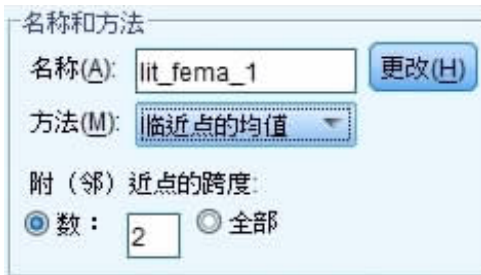 名称和方法
名称(A): lit_fema_1 更改(H)
方法(M): 临近点的均值
附（邻）近点的跨度:
数： 2 全部